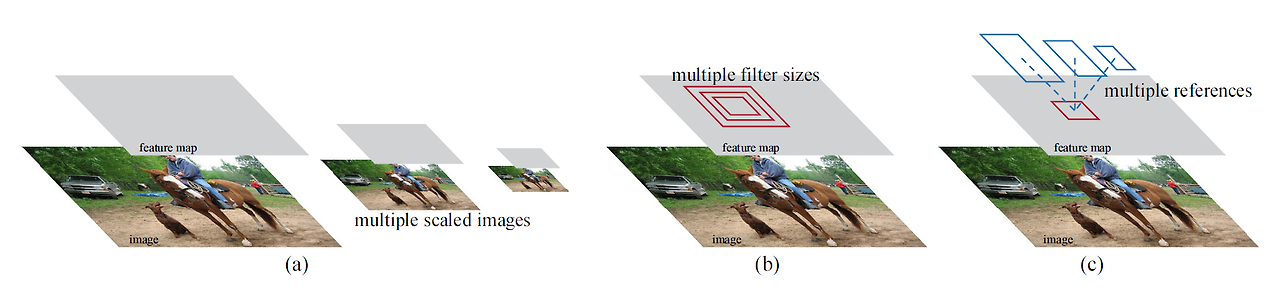 feature map
image
multiple scaled images
(a)
multiple filter sizes
feature map
image
(b)
multiple references
feature map
image
(c)